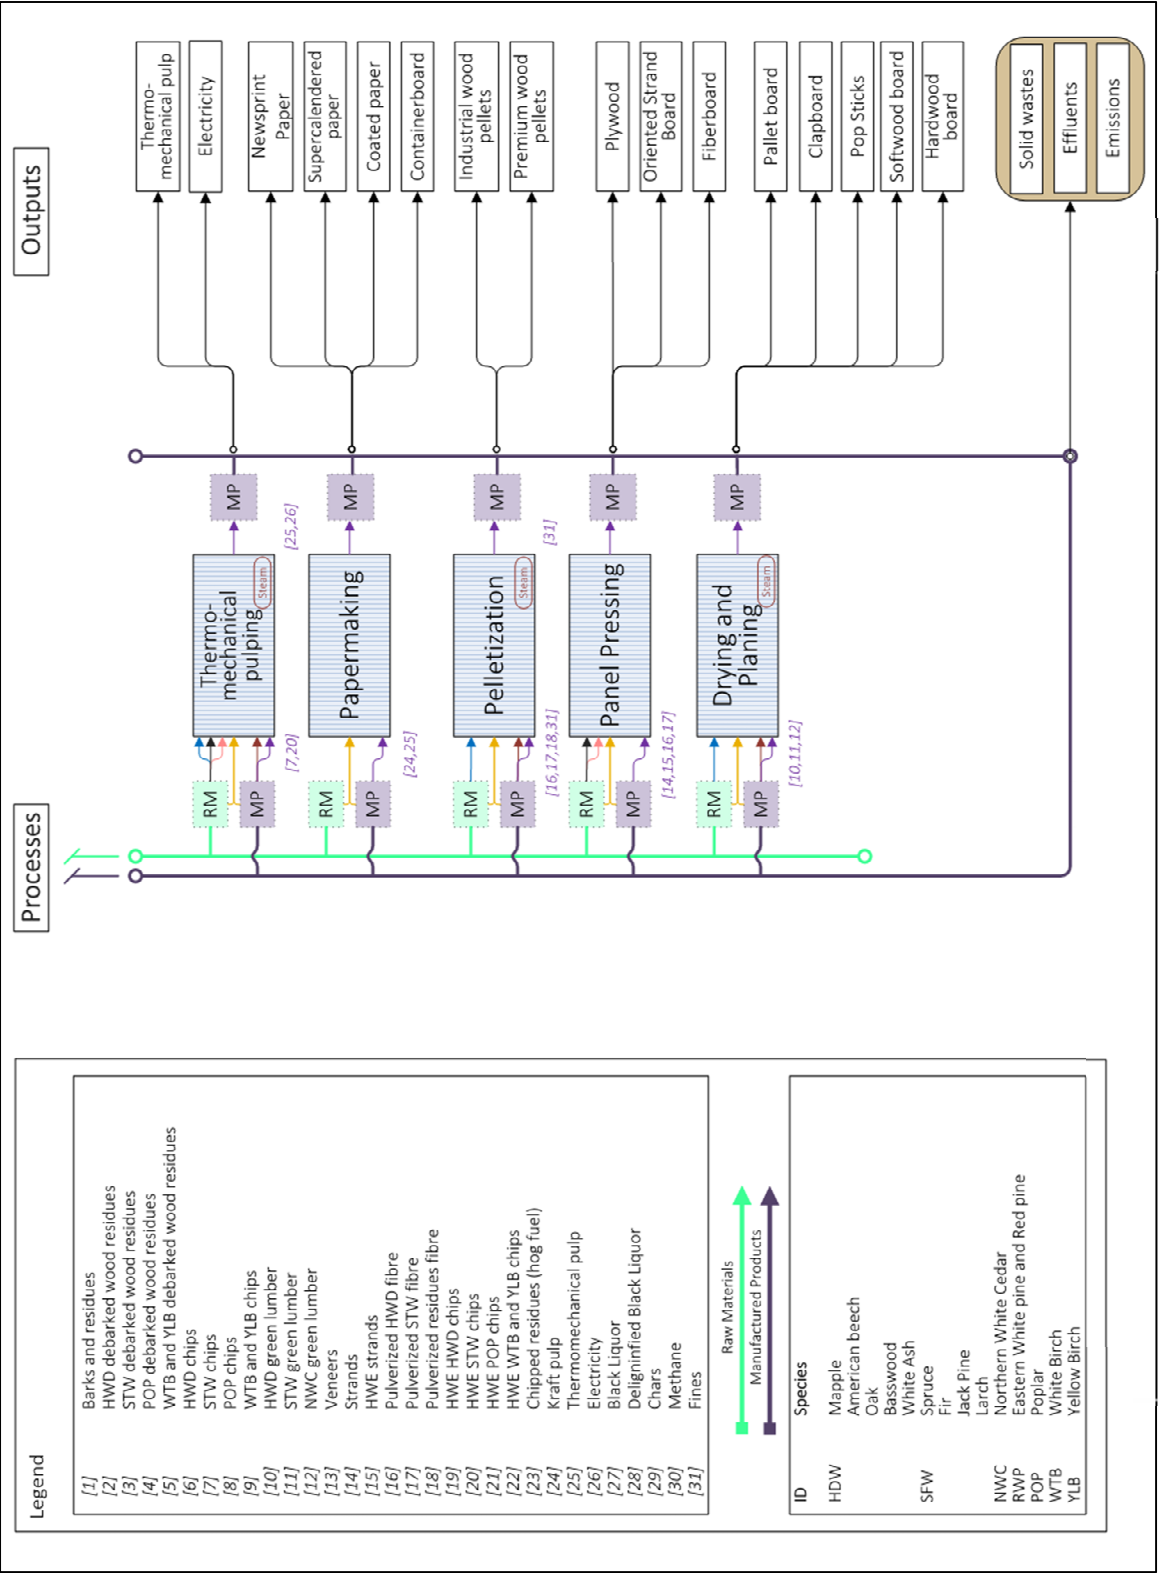 Processes
Outputs
RM
MP
[7,20]
Thermo-
mechanical
pulping
Steam
[25,26]
MP
Thermo-
mechanical pulp
Electricity
RM
MP
[24,25]
Papermaking
MP
Newsprint
Paper
Supercalendered
paper
Coated paper
Containerboard
RM
MP
[16,17,18,31]
Pelletization
Steam
[31]
MP
Industrial wood
pellets
Premium wood
pellets
RM
MP
[14,15,16,17]
Panel Pressing
MP
Plywood
Oriented Strand
Board
Fiberboard
RM
MP
[10,11,12]
Drying and
Planing
Steam
MP
Pallet board
Clapboard
Pop Sticks
Softwood board
Hardwood
board
Solid wastes
Effluents
Emissions
Legend
[1] Barks and residues
[2] HWD debarked wood residues
[3] STW debarked wood residues
[4] POP debarked wood residues
[5] WTB and YLB debarked wood residues
[6] HWD chips
[7] STW chips
[8] POP chips
[9] WTB and YLB chips
[10] HWD green lumber
[11] STW green lumber
[12] NWC green lumber
[13] Veneers
[14] Strands
[15] HWE strands
[16] Pulverized HWD fibre
[17] Pulverized STW fibre
[18] Pulverized residues fibre
[19] HWE HWD chips
[20] HWE STW chips
[21] HWE POP chips
[22] HWE WTB and YLB chips
[23] Chipped residues (hog fuel)
[24] Kraft pulp
[25] Thermomechanical pulp
[26] Electricity
[27] Black Liquor
[28] Deligninfied Black Liquor
[29] Chars
[30] Methane
[31] Fines
Raw Materials
Manufactured Products
ID Species
HDW Mapple
American beech
Oak
Basswood
White Ash
SFW Spruce
Fir
Jack Pine
Larch
NWC Northern White Cedar
RWP Eastern White pine and Red pine
POP Poplar
WTB White Birch
YLB Yellow Birch